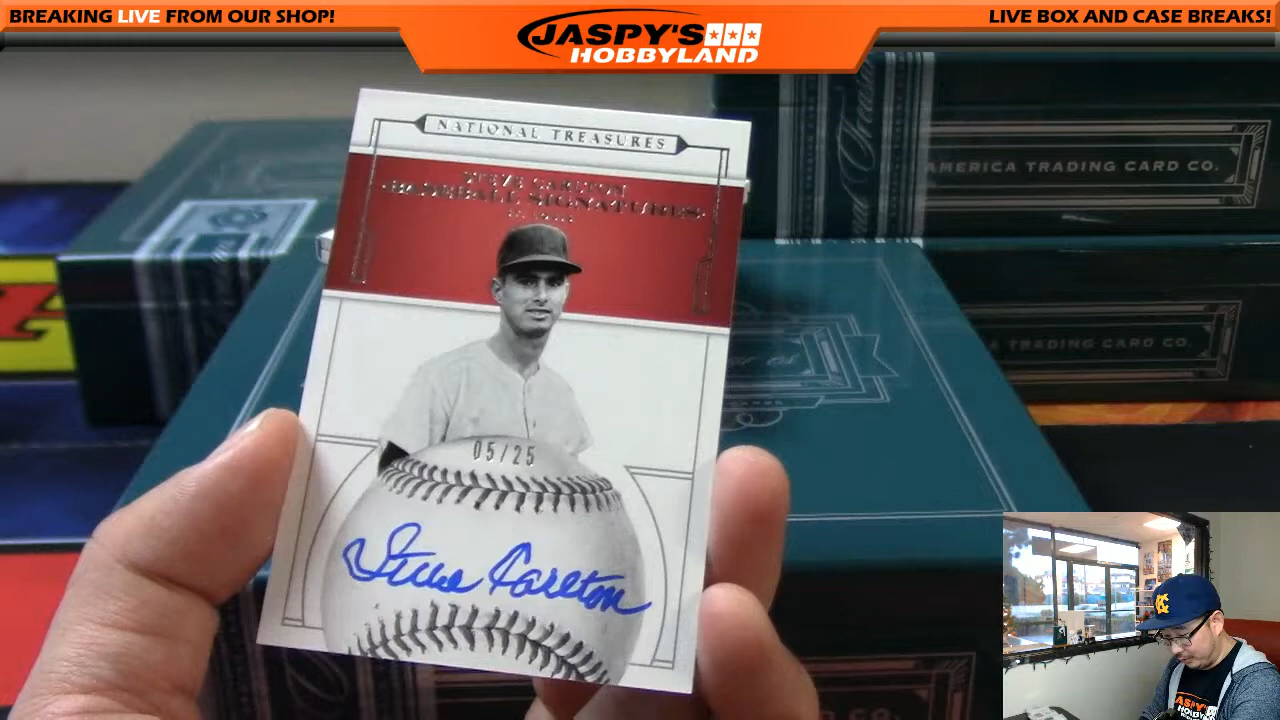 BREAKING LIVE FROM OUR SHOP!
JASPY'S
HOBBYLAND
LIVE BOX AND CASE BREAKS!
NATIONAL TREASURES
STEVE CARLTON
BASEBALL SIGNATURES
05/25
Steve Carlton
AMERICA TRADING CARD CO.
TRADING CARD CO.
JASPY'S